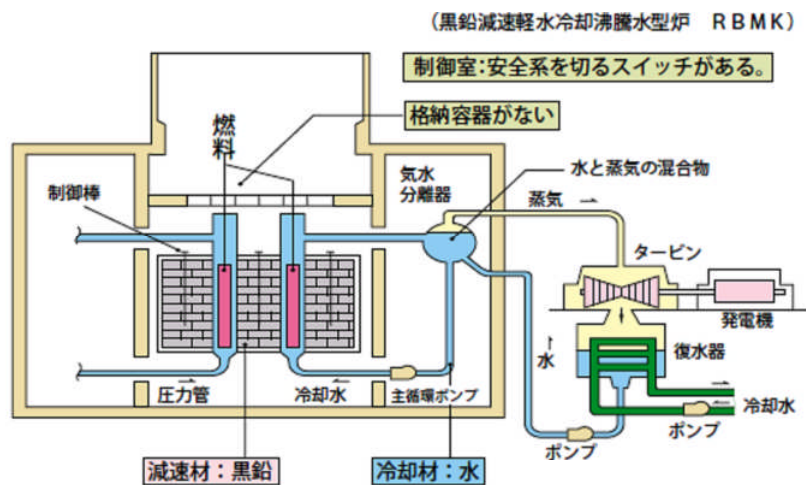 （黒鉛減速軽水冷却沸騰水型炉　ＲＢＭＫ）
制御室：安全系を切るスイッチがある。
格納容器がない
燃料
気水
分離器
水と蒸気の混合物
制御棒
蒸気
タービン
発電機
復水器
水
冷却水
圧力管
冷却水
主循環ポンプ
ポンプ
ポンプ
減速材：黒鉛
冷却材：水